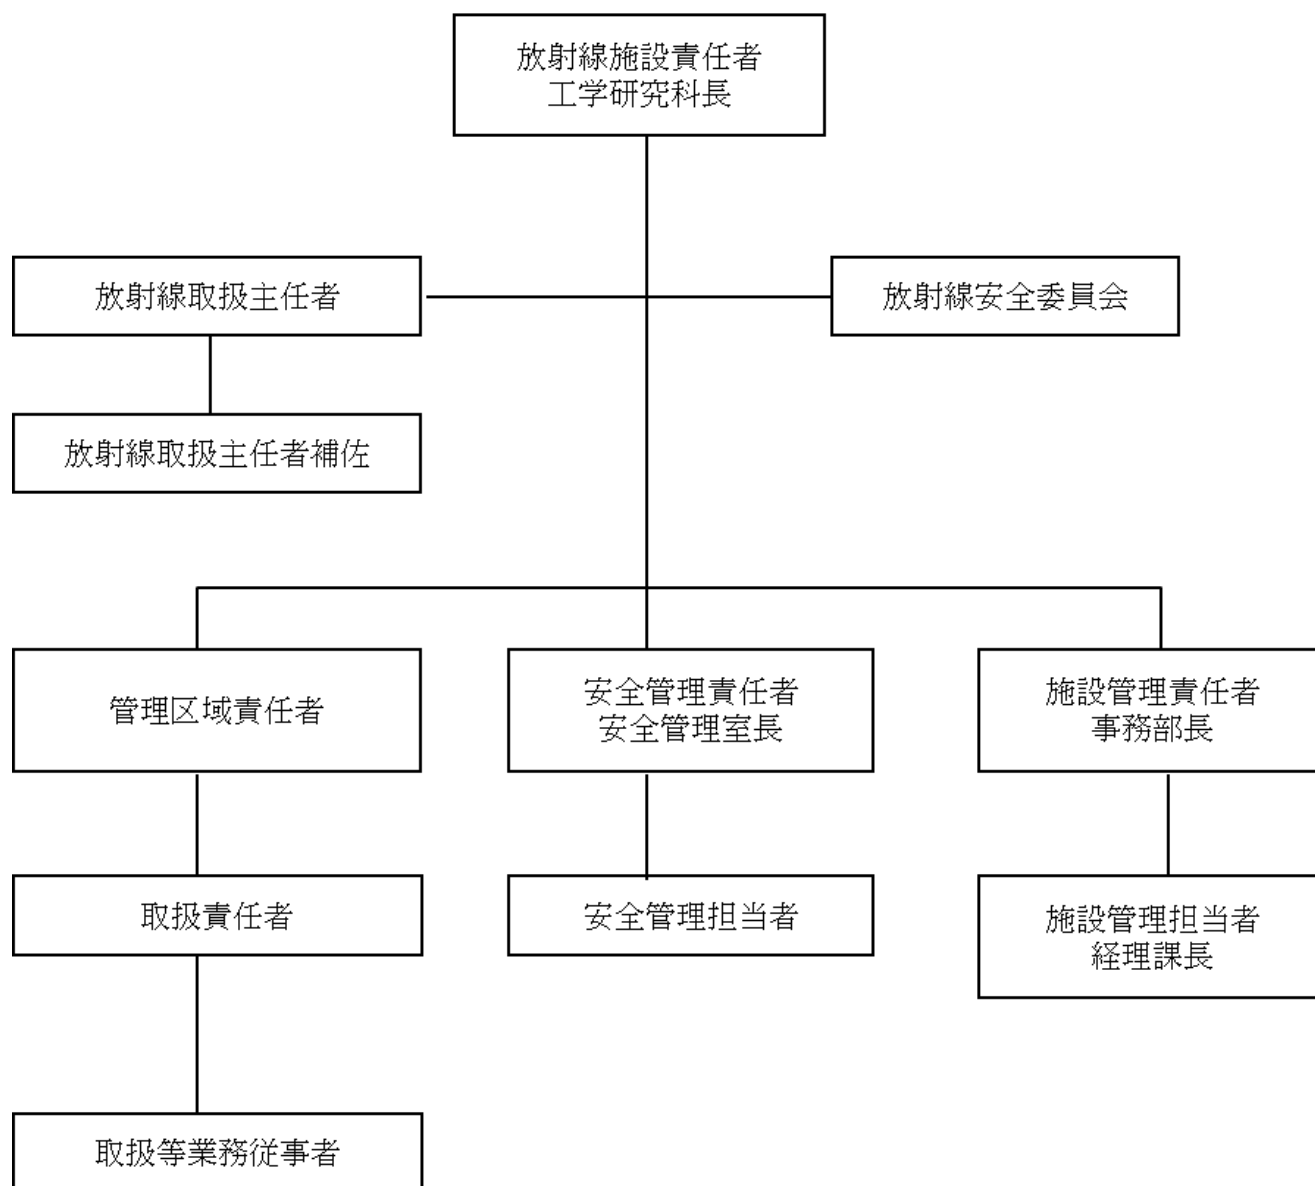 放射線施設責任者
工学研究科長
放射線取扱主任者
放射線安全委員会
放射線取扱主任者補佐
管理区域責任者
安全管理責任者
安全管理室長
施設管理責任者
事務部長
取扱責任者
安全管理担当者
施設管理担当者
経理課長
取扱等業務従事者